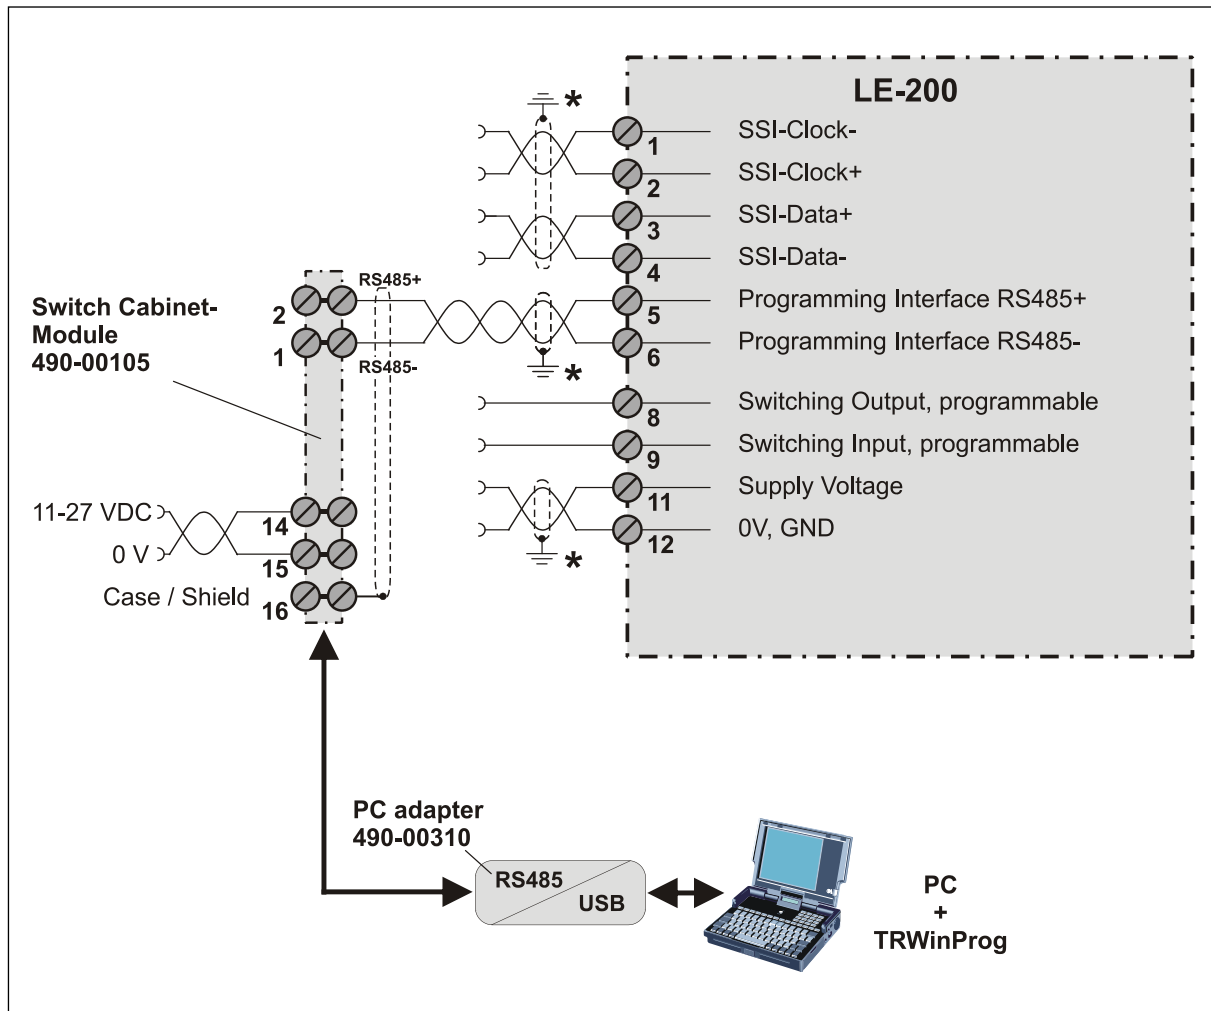 LE-200
*
1 SSI-Clock-
2 SSI-Clock+
3 SSI-Data+
4 SSI-Data-
RS485+
5 Programming Interface RS485+
6 Programming Interface RS485-
RS485-
*
Switch Cabinet-
Module
490-00105
2
1
8 Switching Output, programmable
9 Switching Input, programmable
11 Supply Voltage
12 0V, GND
*
11-27 VDC 14
0 V 15
Case / Shield 16
PC adapter
490-00310
RS485
USB
PC
+
TRWinProg